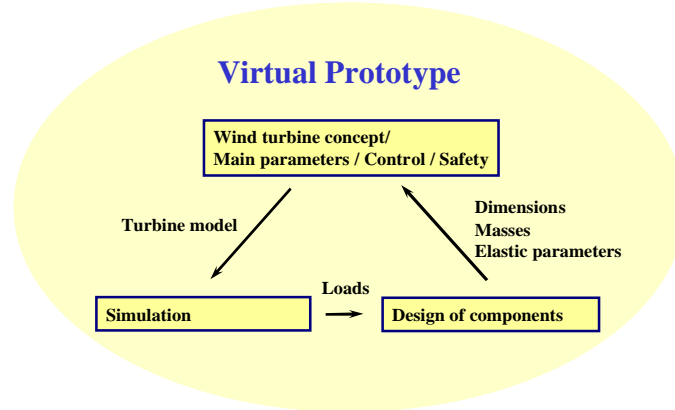 Virtual Prototype
Wind turbine concept/
Main parameters / Control / Safety
Turbine model
Dimensions
Masses
Elastic parameters
Loads
Simulation
Design of components